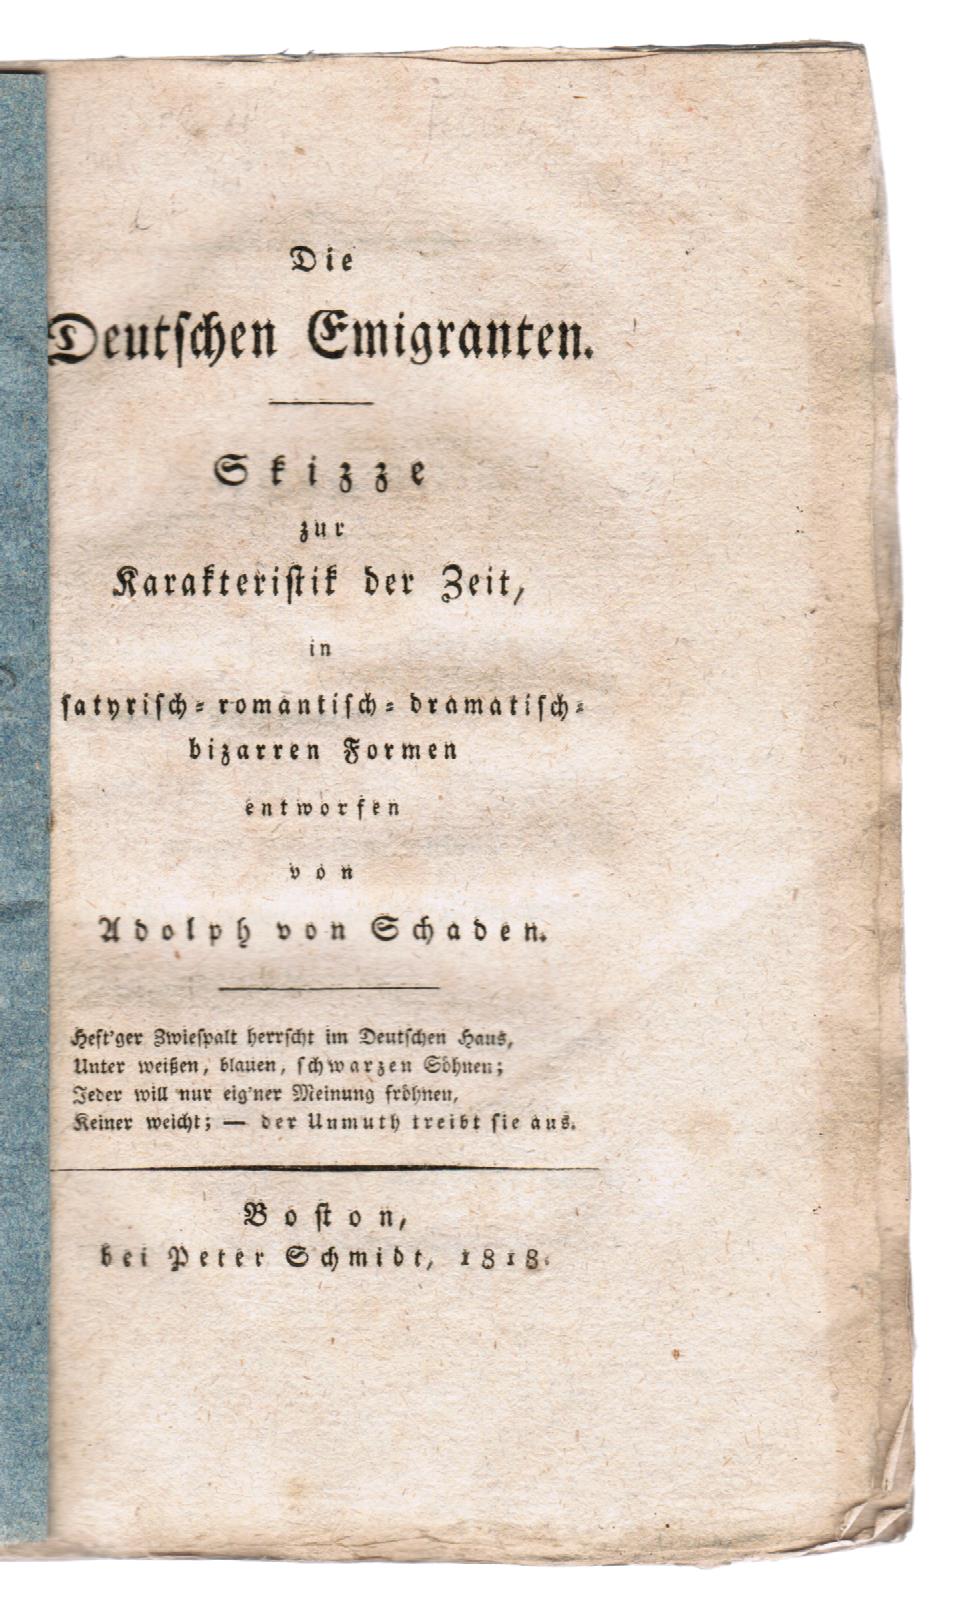 Die
Deutſchen Emigranten.
Skizze
zur
Karakteriſtik der Zeit,
in
ſatyriſch-romantiſch-dramatiſch-
bizarren Formen
entworfen
von
Adolph von Schaden.
Heft'ger Zwieſpalt herrſcht im Deutſchen Haus,
Unter weißen, blauen, ſchwarzen Söhnen;
Jeder will nur eig'ner Meinung fröhnen,
Keiner weicht; — der Unmuth treibt ſie aus.
Boſton,
bei Peter Schmidt, 1818.